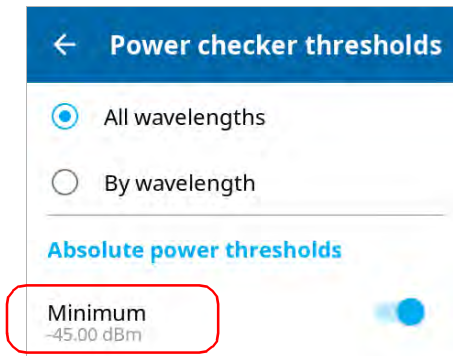 Power checker thresholds
All wavelengths
By wavelength
Absolute power thresholds
Minimum
-45.00 dBm